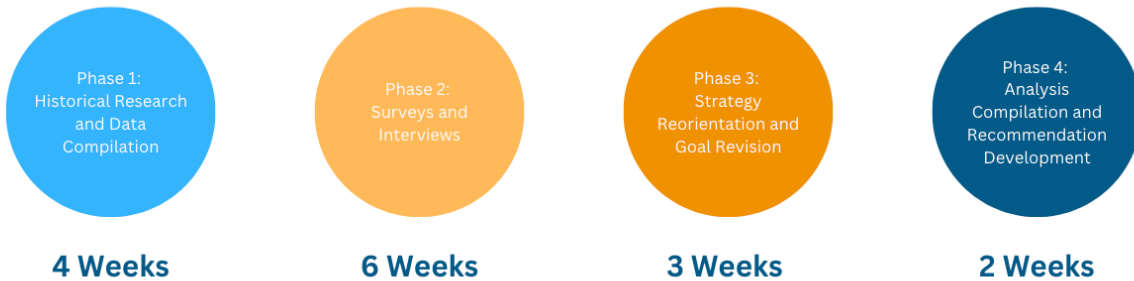 Phase 1:
Historical Research
and Data
Compilation
4 Weeks
Phase 2:
Surveys and
Interviews
6 Weeks
Phase 3:
Strategy
Reorientation and
Goal Revision
3 Weeks
Phase 4:
Analysis
Compilation and
Recommendation
Development
2 Weeks